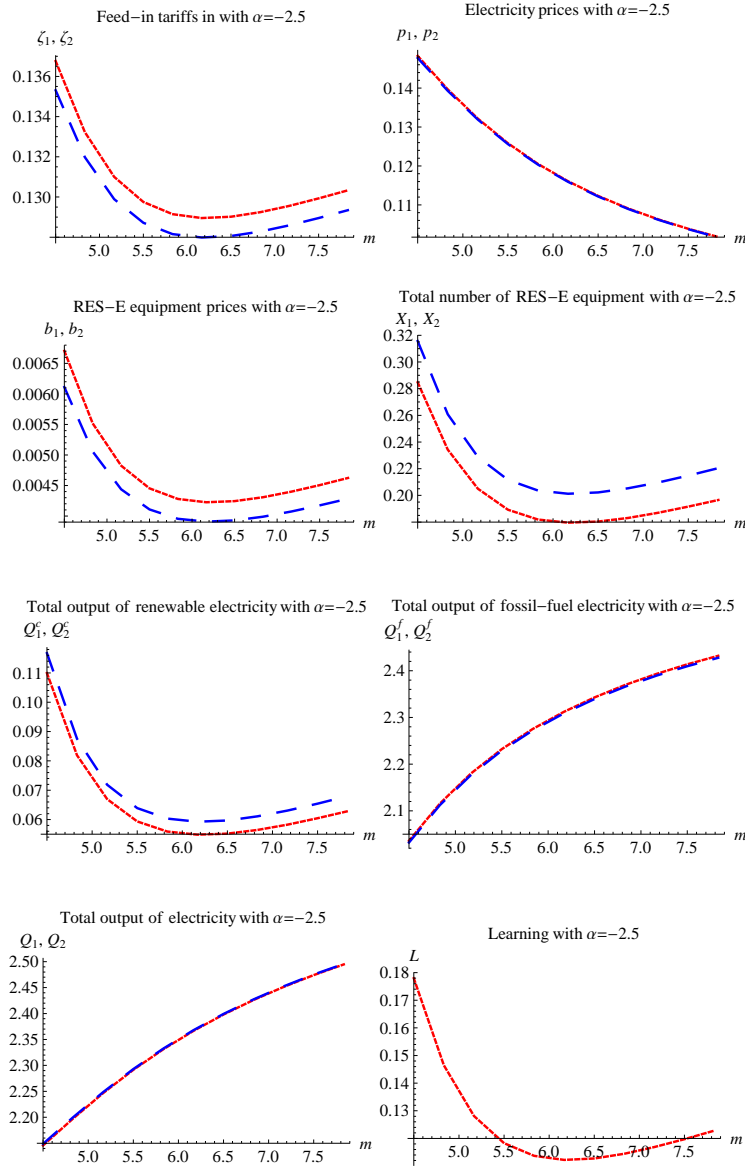 Feed−in tariffs in with α=−2.5
ζ1, ζ2
0.136
0.134
0.132
0.130
5.0 5.5 6.0 6.5 7.0 7.5 m
Electricity prices with α=−2.5
p1, p2
0.14
0.13
0.12
0.11
5.0 5.5 6.0 6.5 7.0 7.5 m
RES−E equipment prices with α=−2.5
b1, b2
0.0065
0.0060
0.0055
0.0050
0.0045
5.0 5.5 6.0 6.5 7.0 7.5 m
Total number of RES−E equipment with α=−2.5
X1, X2
0.32
0.28
0.26
0.24
0.22
0.20
5.0 5.5 6.0 6.5 7.0 7.5 m
Total output of renewable electricity with α=−2.5
Q1^c, Q2^c
0.11
0.10
0.09
0.08
0.07
0.06
5.0 5.5 6.0 6.5 7.0 7.5 m
Total output of fossil−fuel electricity with α=−2.5
Q1^f, Q2^f
2.4
2.3
2.2
2.1
5.0 5.5 6.0 6.5 7.0 7.5 m
Total output of electricity with α=−2.5
Q1, Q2
2.50
2.40
2.35
2.30
2.25
2.20
5.0 5.5 6.0 6.5 7.0 7.5 m
Learning with α=−2.5
L
0.18
0.17
0.16
0.15
0.14
0.13
0.12
5.0 5.5 6.0 6.5 7.0 7.5 m